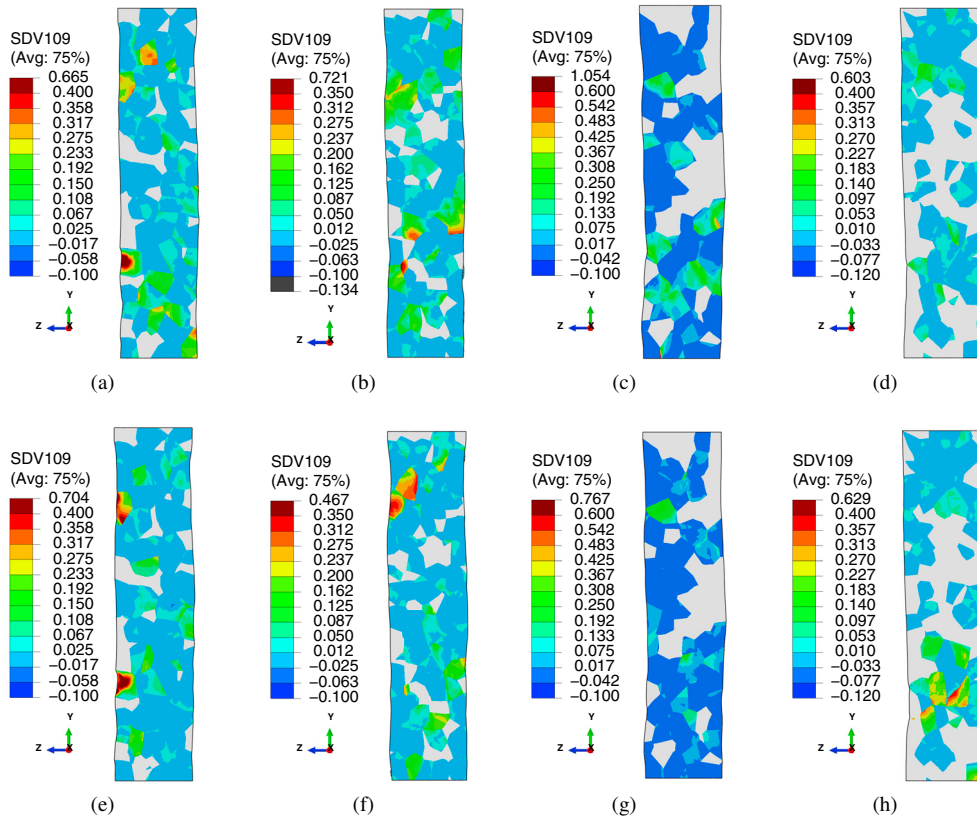 SDV109
(Avg: 75%)
0.665
0.400
0.358
0.317
0.275
0.233
0.192
0.150
0.108
0.067
0.025
−0.017
−0.058
−0.100
Y
Z
X
(a)
SDV109
(Avg: 75%)
0.721
0.350
0.312
0.275
0.237
0.200
0.162
0.125
0.087
0.050
0.012
−0.025
−0.063
−0.100
−0.134
Y
Z
X
(b)
SDV109
(Avg: 75%)
1.054
0.600
0.542
0.483
0.425
0.367
0.308
0.250
0.192
0.133
0.075
0.017
−0.042
−0.100
Y
Z
X
(c)
SDV109
(Avg: 75%)
0.603
0.400
0.313
0.270
0.227
0.183
0.140
0.097
0.053
0.010
−0.033
−0.077
−0.120
Y
Z
X
(d)
SDV109
(Avg: 75%)
0.704
0.400
0.358
0.317
0.275
0.233
0.192
0.150
0.108
0.067
0.025
−0.017
−0.058
−0.100
Y
Z
X
(e)
SDV109
(Avg: 75%)
0.467
0.350
0.312
0.275
0.237
0.200
0.162
0.125
0.087
0.050
0.012
−0.025
−0.063
−0.100
Y
Z
X
(f)
SDV109
(Avg: 75%)
0.767
0.600
0.542
0.483
0.425
0.367
0.308
0.250
0.192
0.133
0.075
0.017
−0.042
−0.100
Y
Z
X
(g)
SDV109
(Avg: 75%)
0.629
0.400
0.357
0.313
0.270
0.227
0.183
0.140
0.097
0.053
0.010
−0.033
−0.077
−0.120
Y
Z
X
(h)